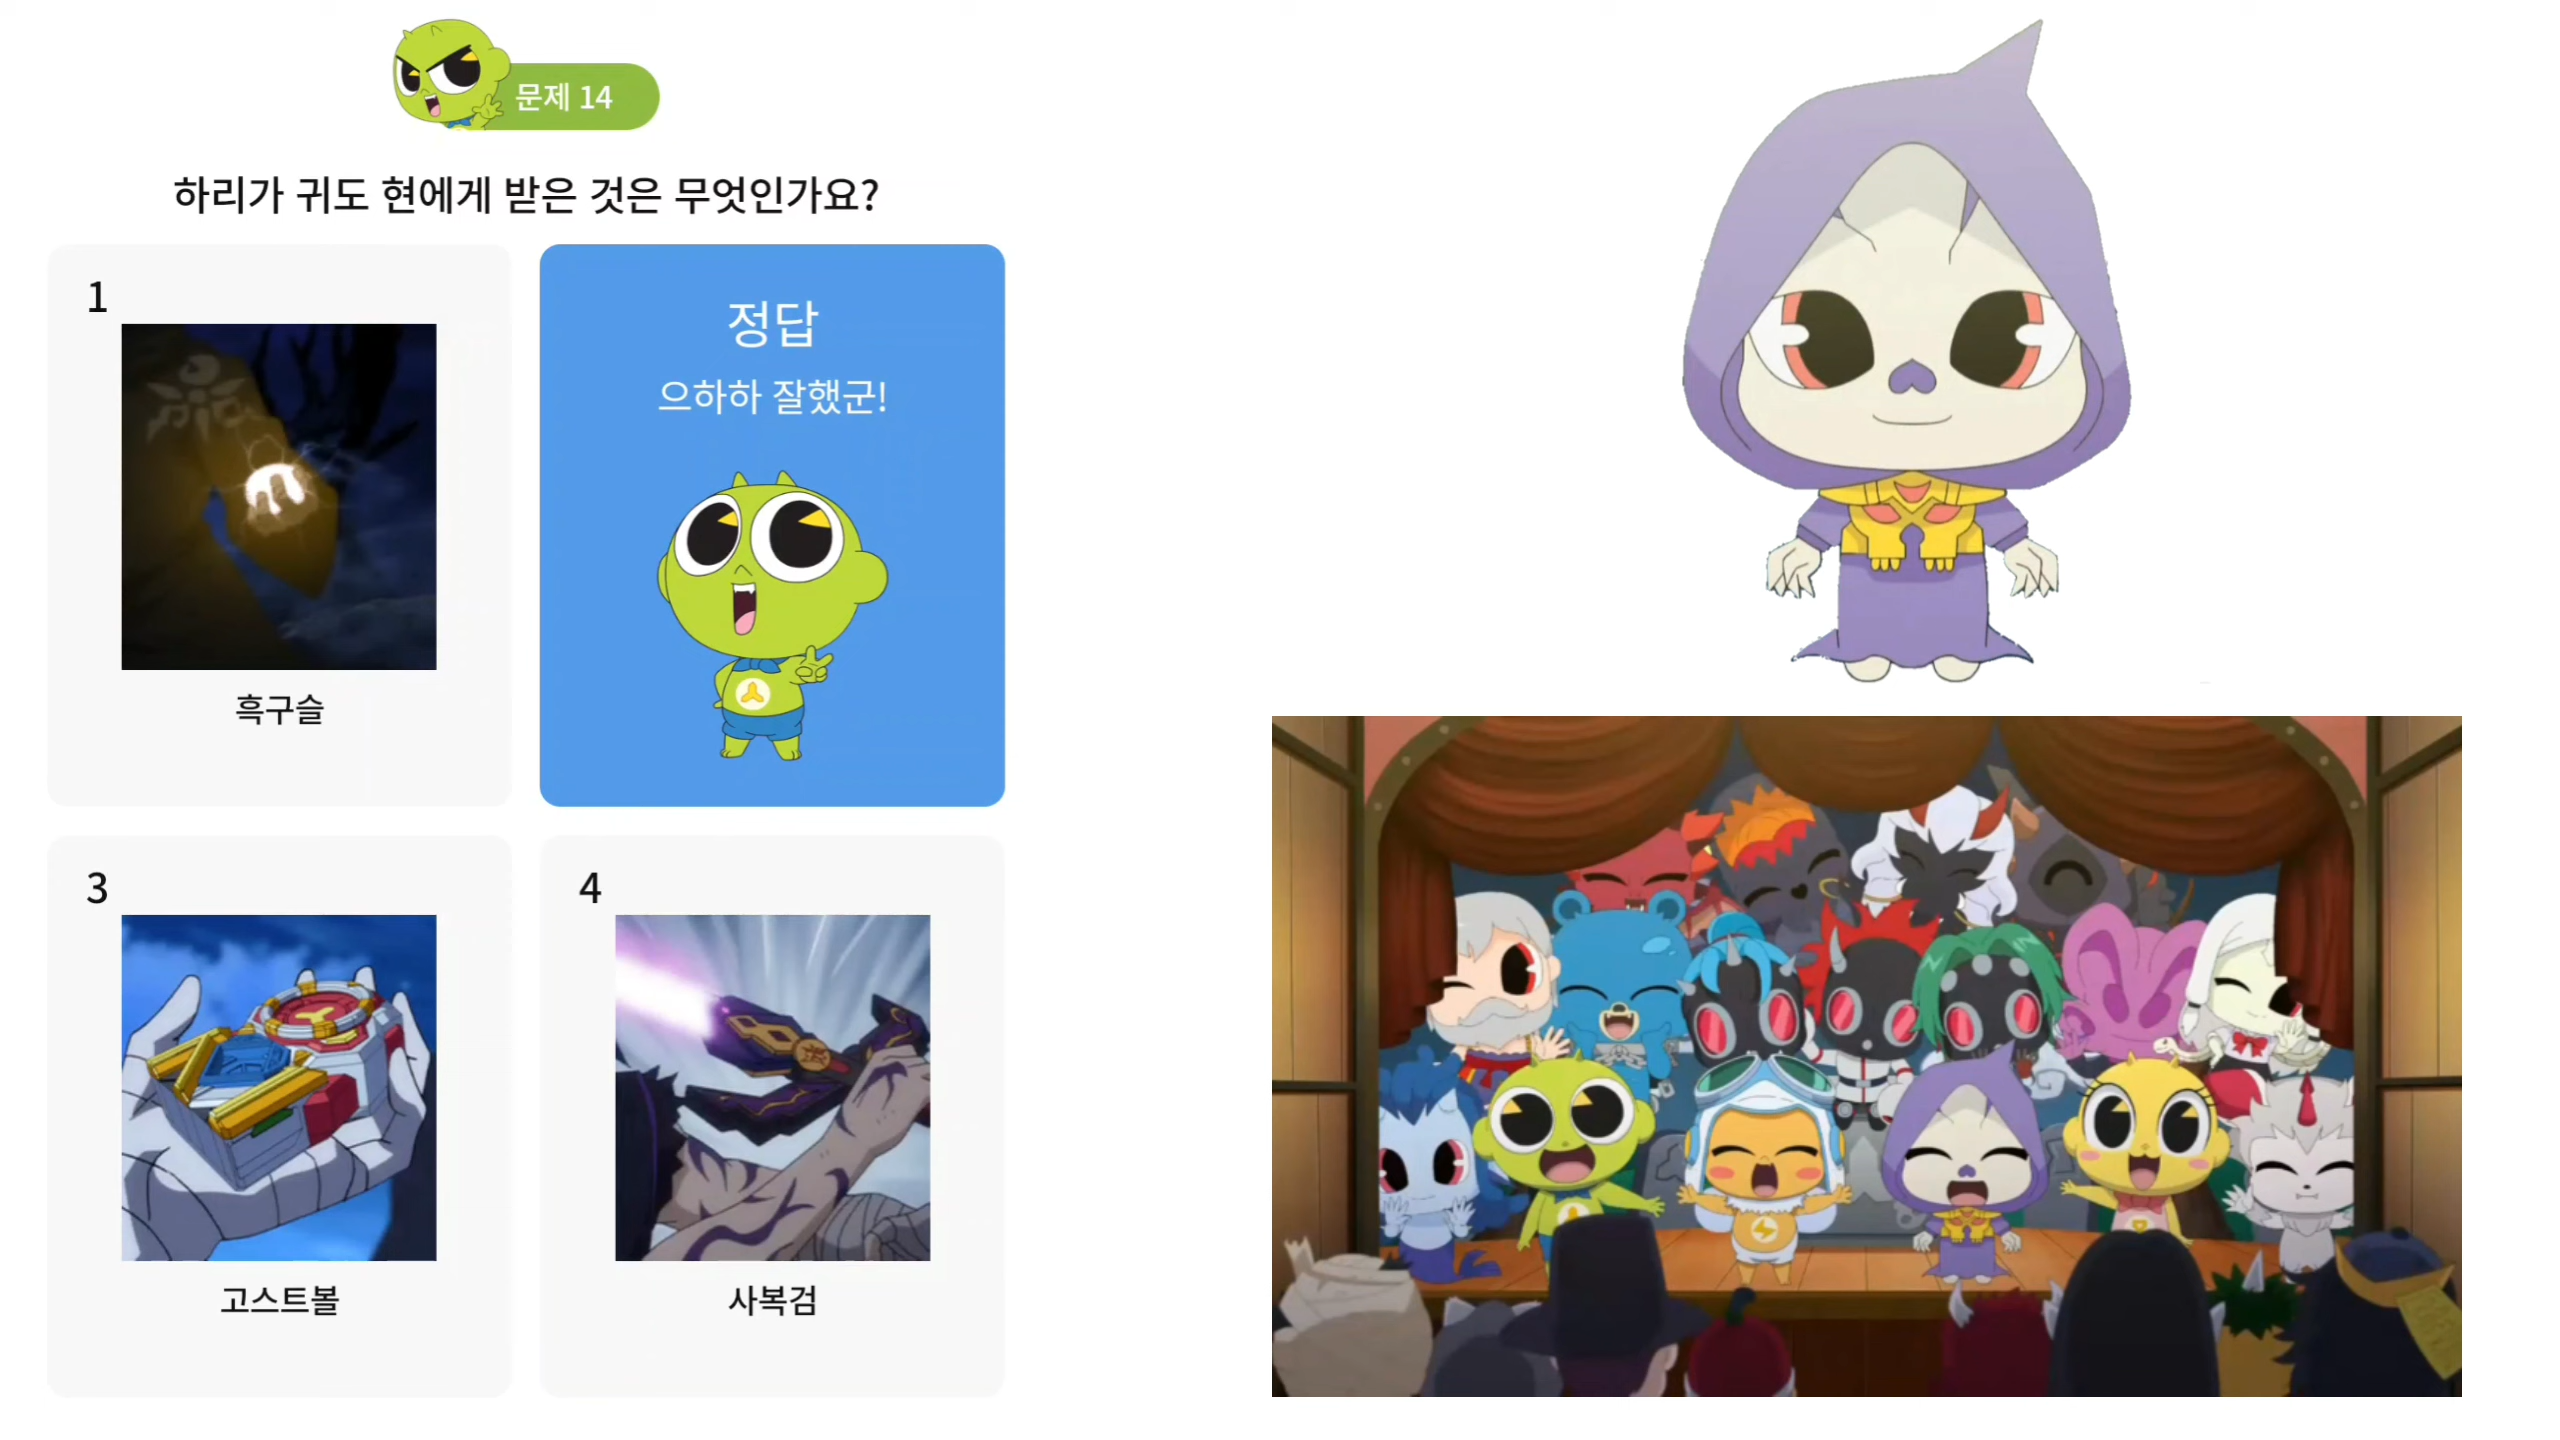 문제 14
하리가 귀도 현에게 받은 것은 무엇인가요?
1
흑구슬
정답
으하하 잘했군!
3
고스트볼
4
사복검